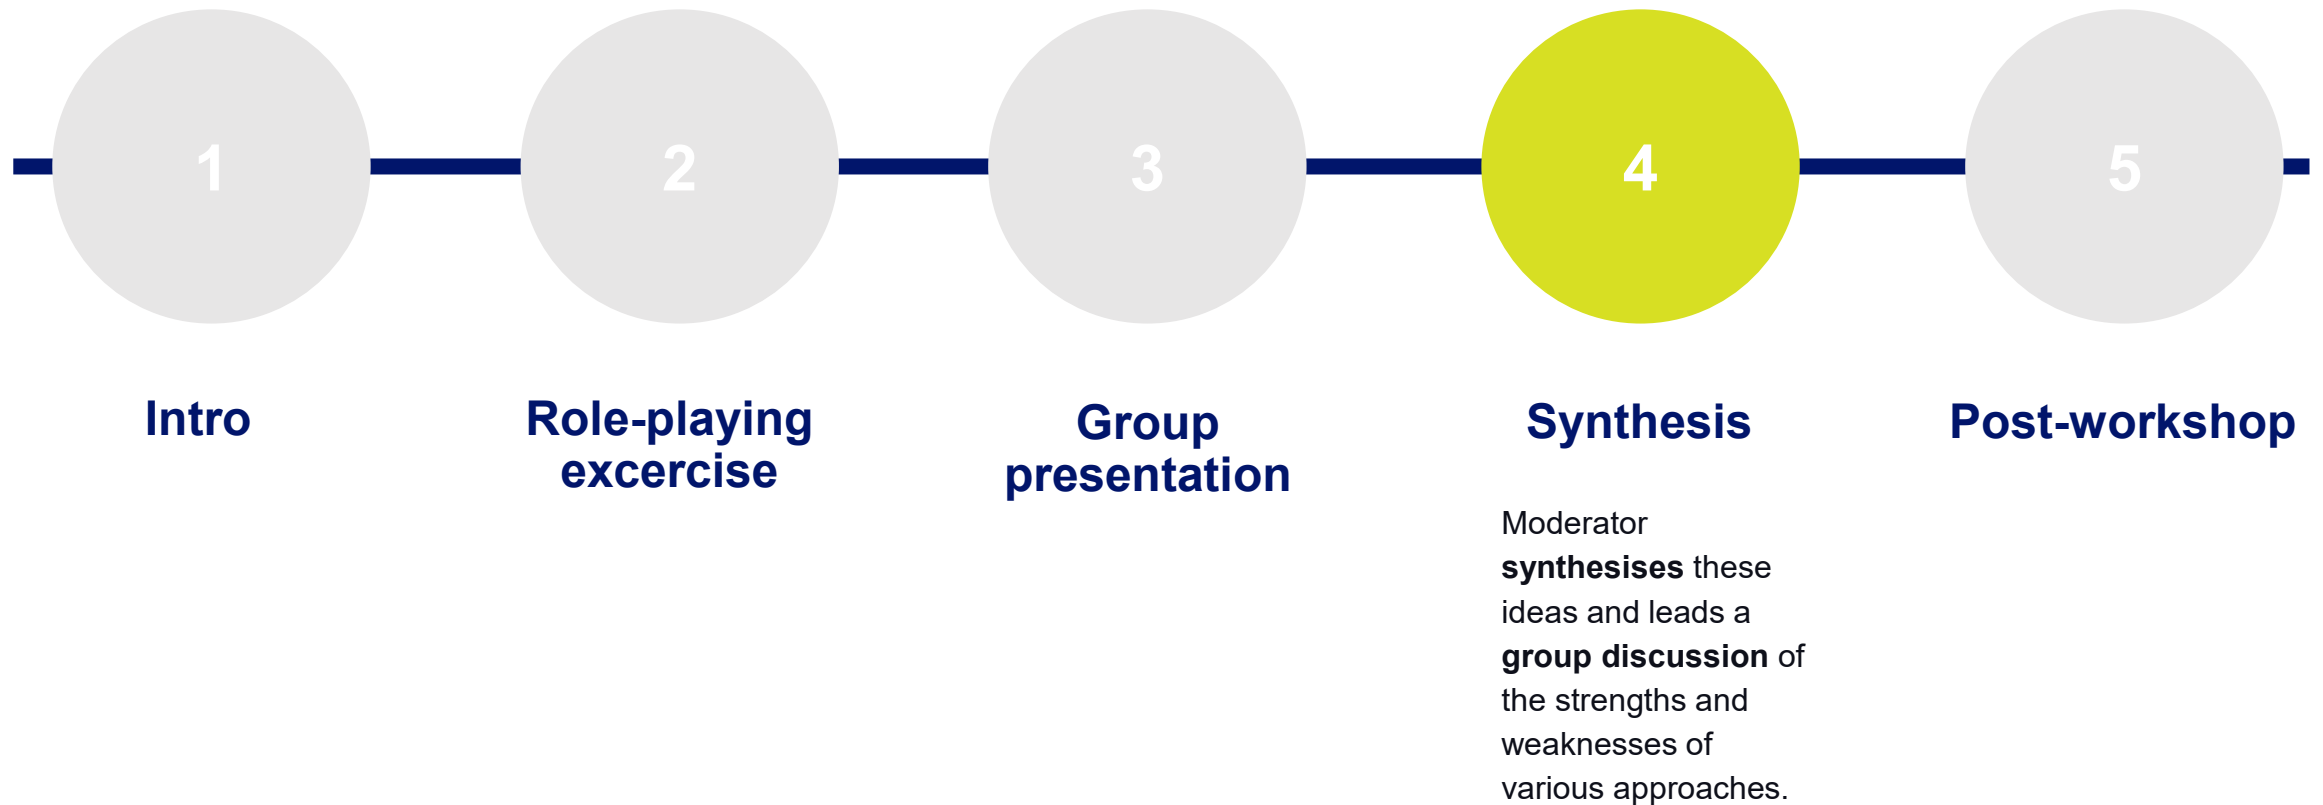 1
2
3
4
5
Intro
Role-playing
excercise
Group
presentation
Synthesis
Post-workshop
Moderator
synthesises these
ideas and leads a
group discussion of
the strengths and
weaknesses of
various approaches.